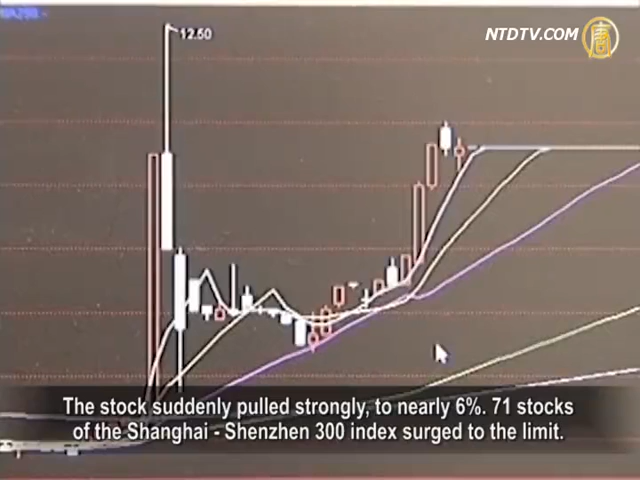 NTDTV.COM
12.50
The stock suddenly pulled strongly, to nearly 6%. 71 stocks
of the Shanghai - Shenzhen 300 index surged to the limit.